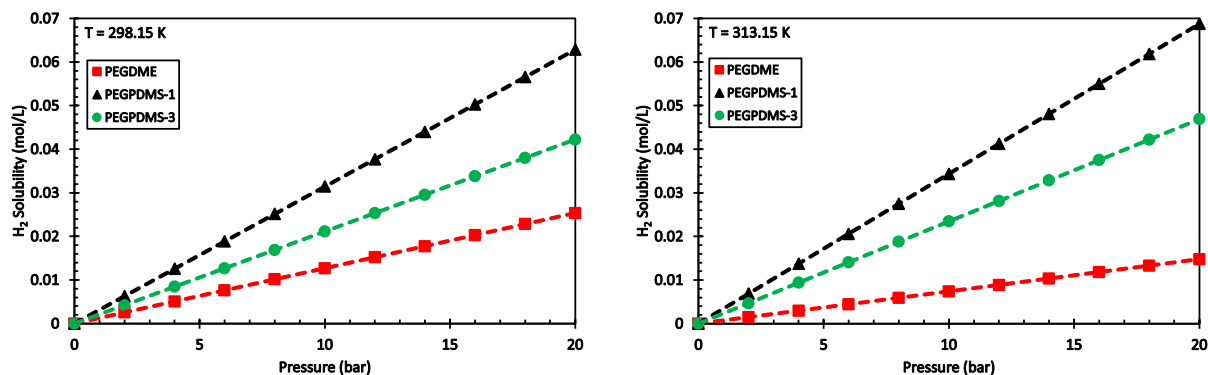 T = 298.15 K
PEGDME
PEGPDMS-1
PEGPDMS-3
H₂ Solubility (mol/L)
0.07
0.06
0.05
0.04
0.03
0.02
0.01
0
0 5 10 15 20
Pressure (bar)
T = 313.15 K
PEGDME
PEGPDMS-1
PEGPDMS-3
H₂ Solubility (mol/L)
0.07
0.06
0.05
0.04
0.03
0.02
0.01
0
0 5 10 15 20
Pressure (bar)